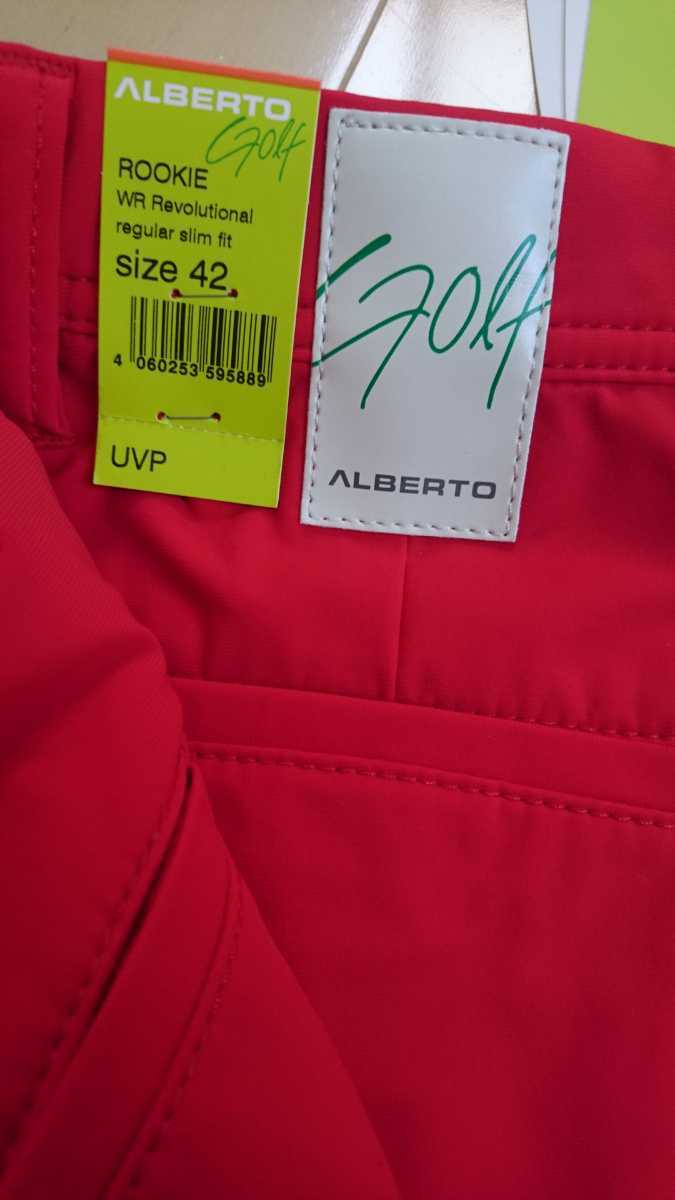 ALBERTO
Golf
ROOKIE
WR Revolutional
regular slim fit
size 42
4 060253 595889
UVP
Golf
ALBERTO